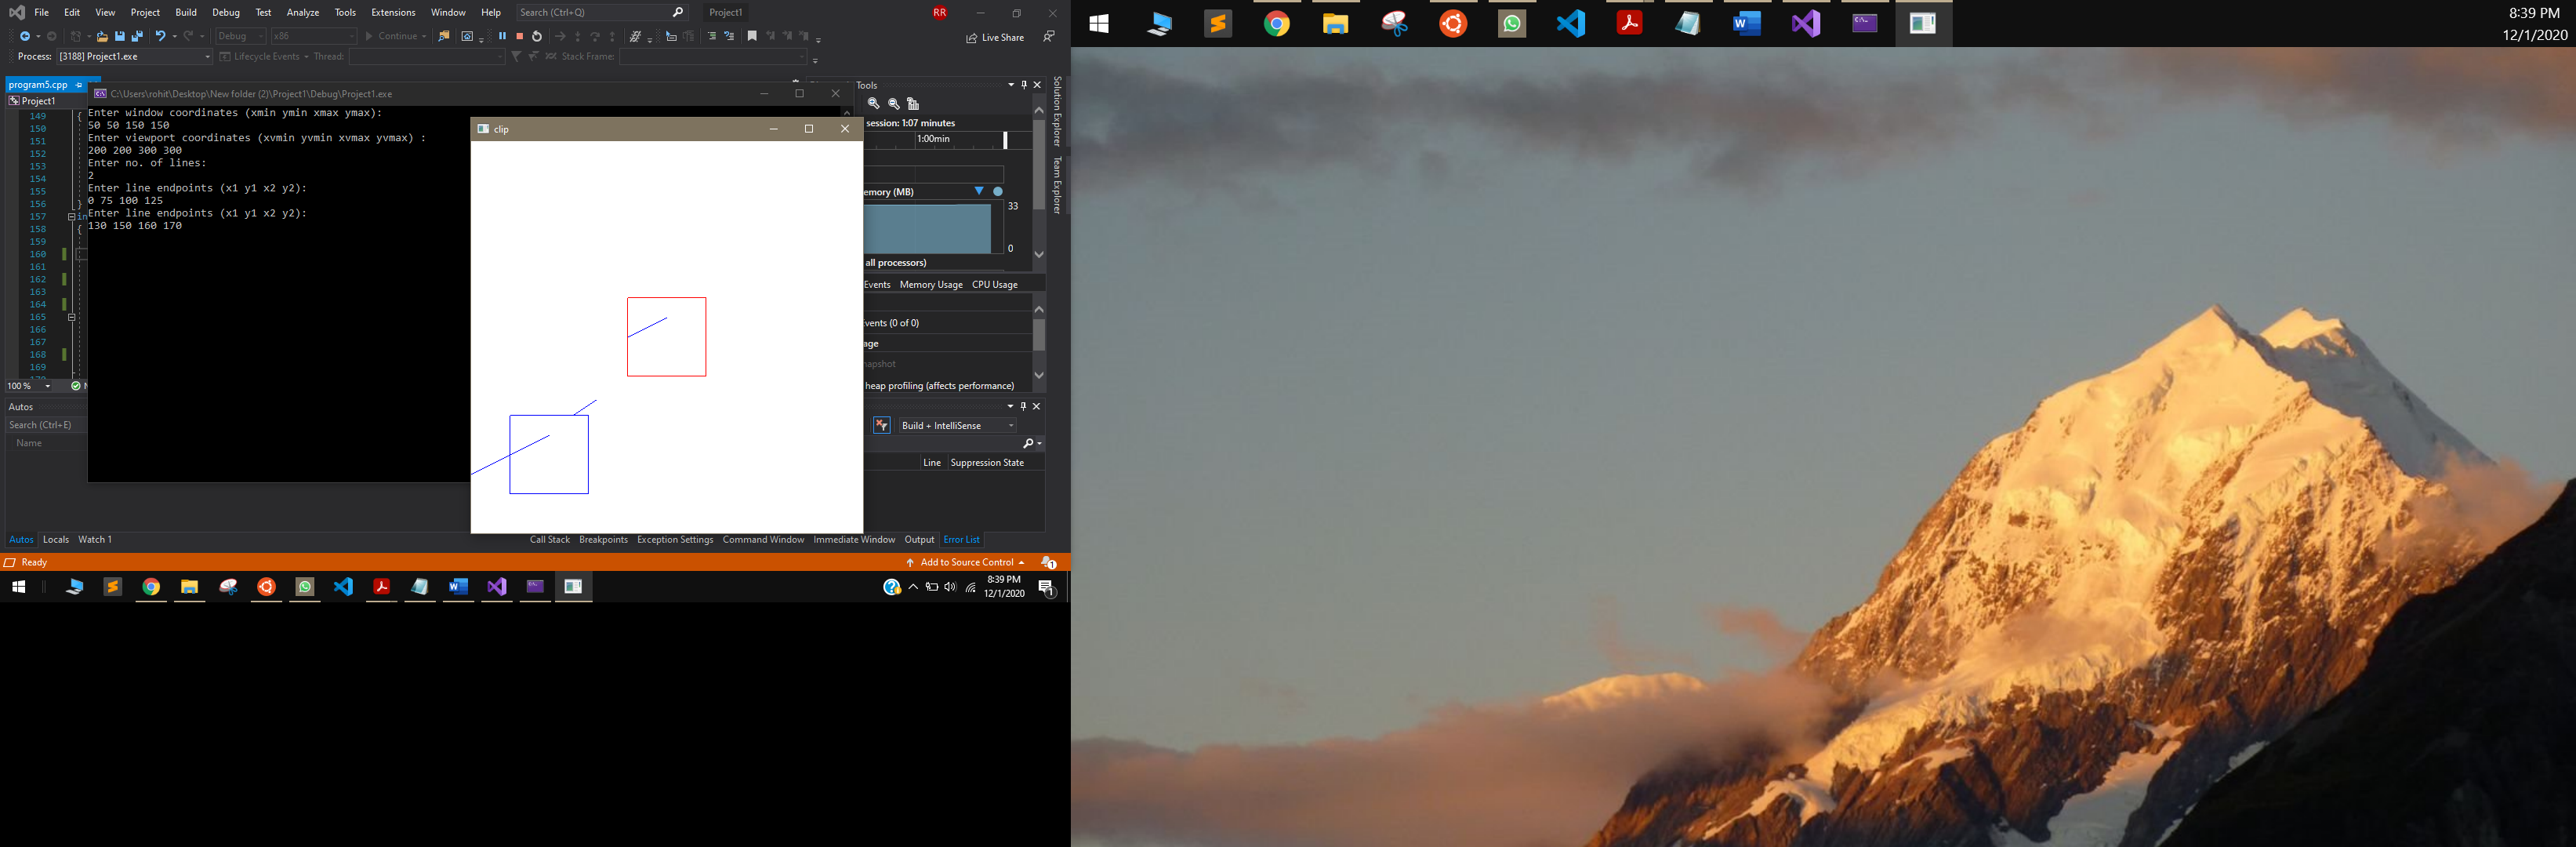 File Edit View Project Build Debug Test Analyze Tools Extensions Window Help Search (Ctrl+Q) Project1 RR
Debug x86 Continue Live Share
Process: [3188] Project1.exe Lifecycle Events Thread: Stack Frame:
program5.cpp
Project1
C:\Users\rohit\Desktop\New folder (2)\Project1\Debug\Project1.exe
Enter window coordinates (xmin ymin xmax ymax):
50 50 150 150
Enter viewport coordinates (xvmin yvmin xvmax yvmax) :
200 200 300 300
Enter no. of lines:
2
Enter line endpoints (x1 y1 x2 y2):
0 75 100 125
Enter line endpoints (x1 y1 x2 y2):
130 150 160 170
149 {
150
151
152
153
154
155
156 }
157 in
158 {
159
160
161
162
163
164
165
166
167
168
169
100 %
clip
Tools
session: 1:07 minutes
1:00min
emory (MB)
33
0
all processors)
Events Memory Usage CPU Usage
Events (0 of 0)
age
napshot
heap profiling (affects performance)
Solution Explorer
Team Explorer
Autos
Search (Ctrl+E)
Name
Build + IntelliSense
Line Suppression State
Autos Locals Watch 1
Call Stack Breakpoints Exception Settings Command Window Immediate Window Output Error List
Ready
Add to Source Control 1
8:39 PM
12/1/2020
1
8:39 PM
12/1/2020